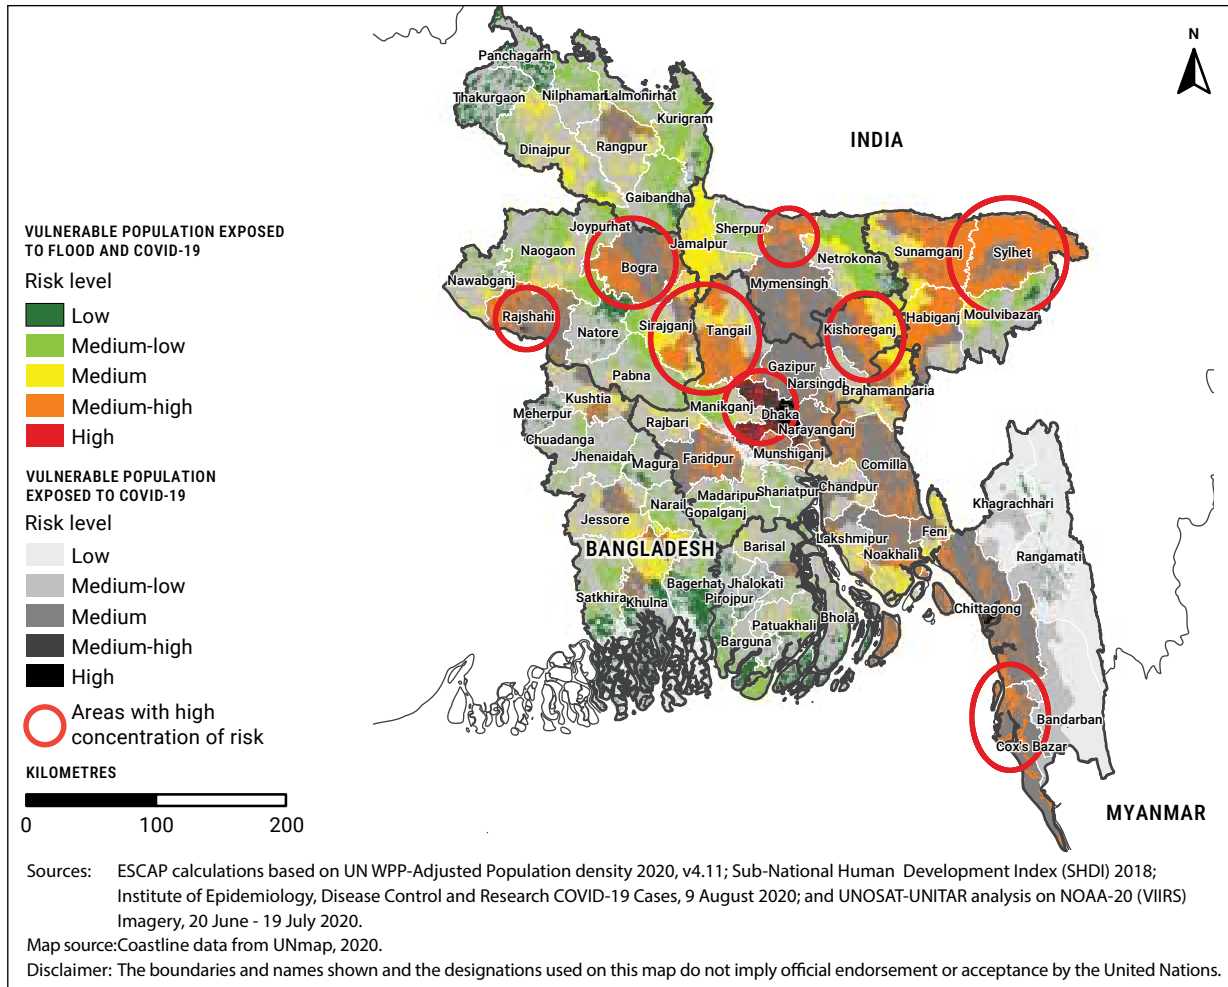 N
INDIA
Panchagarh
Thakurgaon
Nilphamari
Lalmonirhat
Kurigram
Dinajpur
Rangpur
Gaibandha
Joypurhat
Sherpur
Jamalpur
Naogaon
Bogra
Netrokona
Sunamganj
Sylhet
Nawabganj
Mymensingh
Rajshahi
Natore
Sirajganj
Tangail
Kishoreganj
Habiganj
Moulvibazar
Gazipur
Narsingdi
Pabna
Brahamanbaria
Kushtia
Manikganj
Dhaka
Meherpur
Rajbari
Narayanganj
Chuadanga
Munshiganj
Jhenaidah
Magura
Faridpur
Comilla
Madaripur
Shariatpur
Chandpur
Narail
Gopalganj
Khagrachhari
Jessore
Feni
BANGLADESH
Barisal
Lakshmipur
Noakhali
Rangamati
Bagerhat
Jhalokati
Satkhira
Khulna
Pirojpur
Chittagong
Patuakhali
Bhola
Barguna
Bandarban
Cox's Bazar
MYANMAR
VULNERABLE POPULATION EXPOSED
TO FLOOD AND COVID-19
Risk level
Low
Medium-low
Medium
Medium-high
High
VULNERABLE POPULATION
EXPOSED TO COVID-19
Risk level
Low
Medium-low
Medium
Medium-high
High
Areas with high
concentration of risk
KILOMETRES
0 100 200
Sources: ESCAP calculations based on UN WPP-Adjusted Population density 2020, v4.11; Sub-National Human Development Index (SHDI) 2018;
Institute of Epidemiology, Disease Control and Research COVID-19 Cases, 9 August 2020; and UNOSAT-UNITAR analysis on NOAA-20 (VIIRS)
Imagery, 20 June - 19 July 2020.
Map source:Coastline data from UNmap, 2020.
Disclaimer: The boundaries and names shown and the designations used on this map do not imply official endorsement or acceptance by the United Nations.